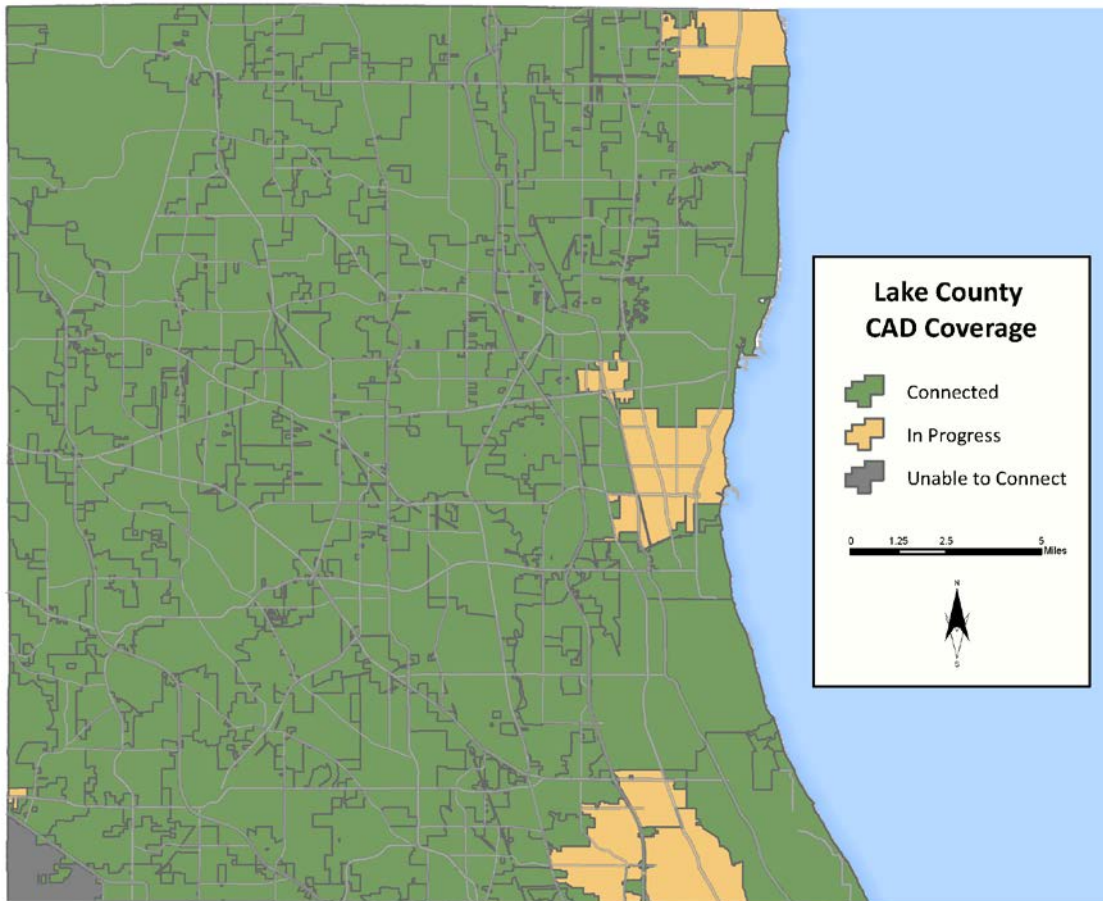 Lake County
CAD Coverage
Connected
In Progress
Unable to Connect
0 1.25 2.5 5
Miles
N
S